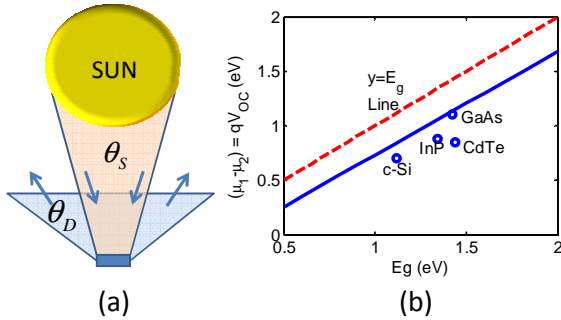 (a)
SUN
θS
θD
(a)
(μ1-μ2) = qVOC (eV)
2
1.5
1
0.5
0
y=Eg
Line
GaAs
InP
CdTe
c-Si
0.5
1
1.5
2
Eg (eV)
(b)